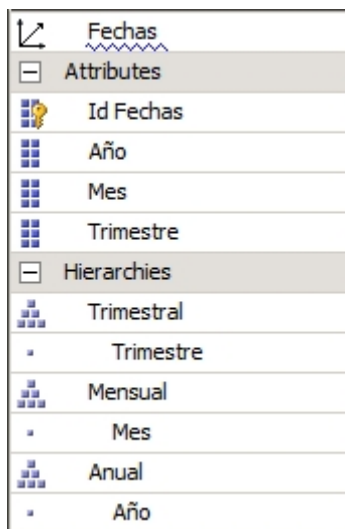 Fechas
Attributes
Id Fechas
Año
Mes
Trimestre
Hierarchies
Trimestral
Trimestre
Mensual
Mes
Anual
Año